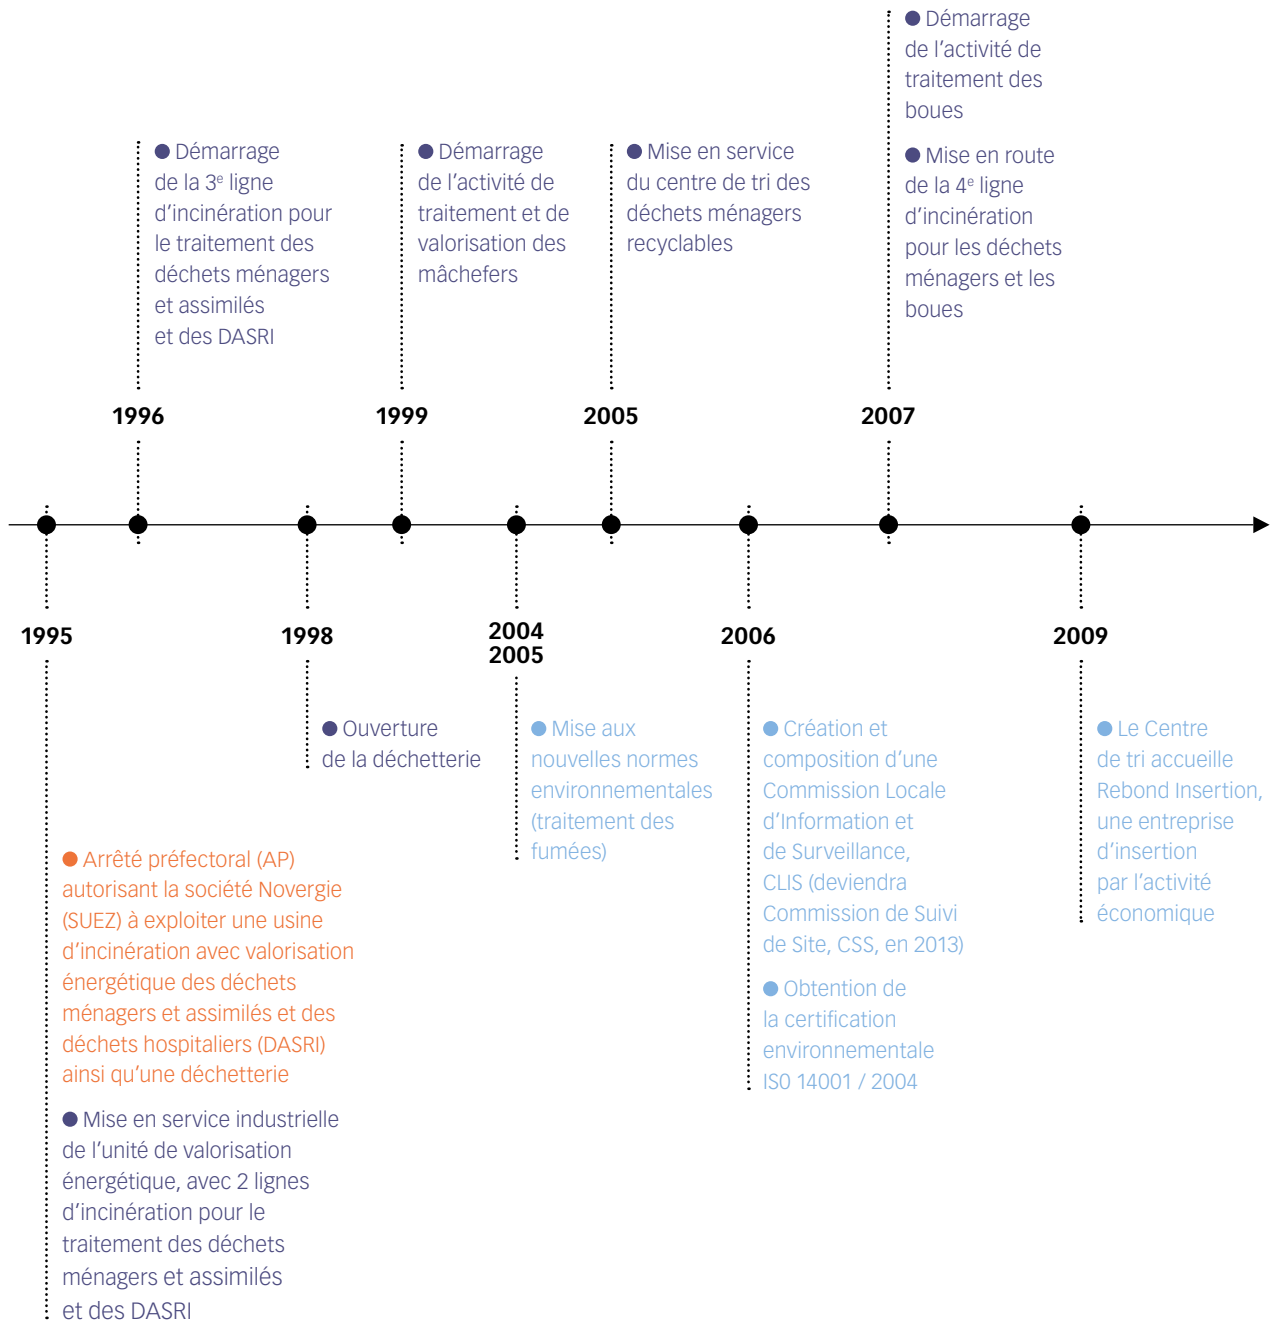 ● Démarrage
de l'activité de
traitement des
boues
● Mise en route
de la 4e ligne
d'incinération
pour les déchets
ménagers et les
boues
● Démarrage
de la 3e ligne
d'incinération pour
le traitement des
déchets ménagers
et assimilés
et des DASRI
● Démarrage
de l'activité de
traitement et de
valorisation des
mâchefers
● Mise en service
du centre de tri des
déchets ménagers
recyclables
1996
1999
2005
2007
1995
1998
2004
2005
2006
2009
● Arrêté préfectoral (AP)
autorisant la société Novergie
(SUEZ) à exploiter une usine
d'incinération avec valorisation
énergétique des déchets
ménagers et assimilés et des
déchets hospitaliers (DASRI)
ainsi qu'une déchetterie
● Mise en service industrielle
de l'unité de valorisation
énergétique, avec 2 lignes
d'incinération pour le
traitement des déchets
ménagers et assimilés
et des DASRI
● Ouverture
de la déchetterie
● Mise aux
nouvelles normes
environnementales
(traitement des
fumées)
● Création et
composition d'une
Commission Locale
d'Information et
de Surveillance,
CLIS (deviendra
Commission de Suivi
de Site, CSS, en 2013)
● Obtention de
la certification
environnementale
IS0 14001 / 2004
● Le Centre
de tri accueille
Rebond Insertion,
une entreprise
d'insertion
par l'activité
économique